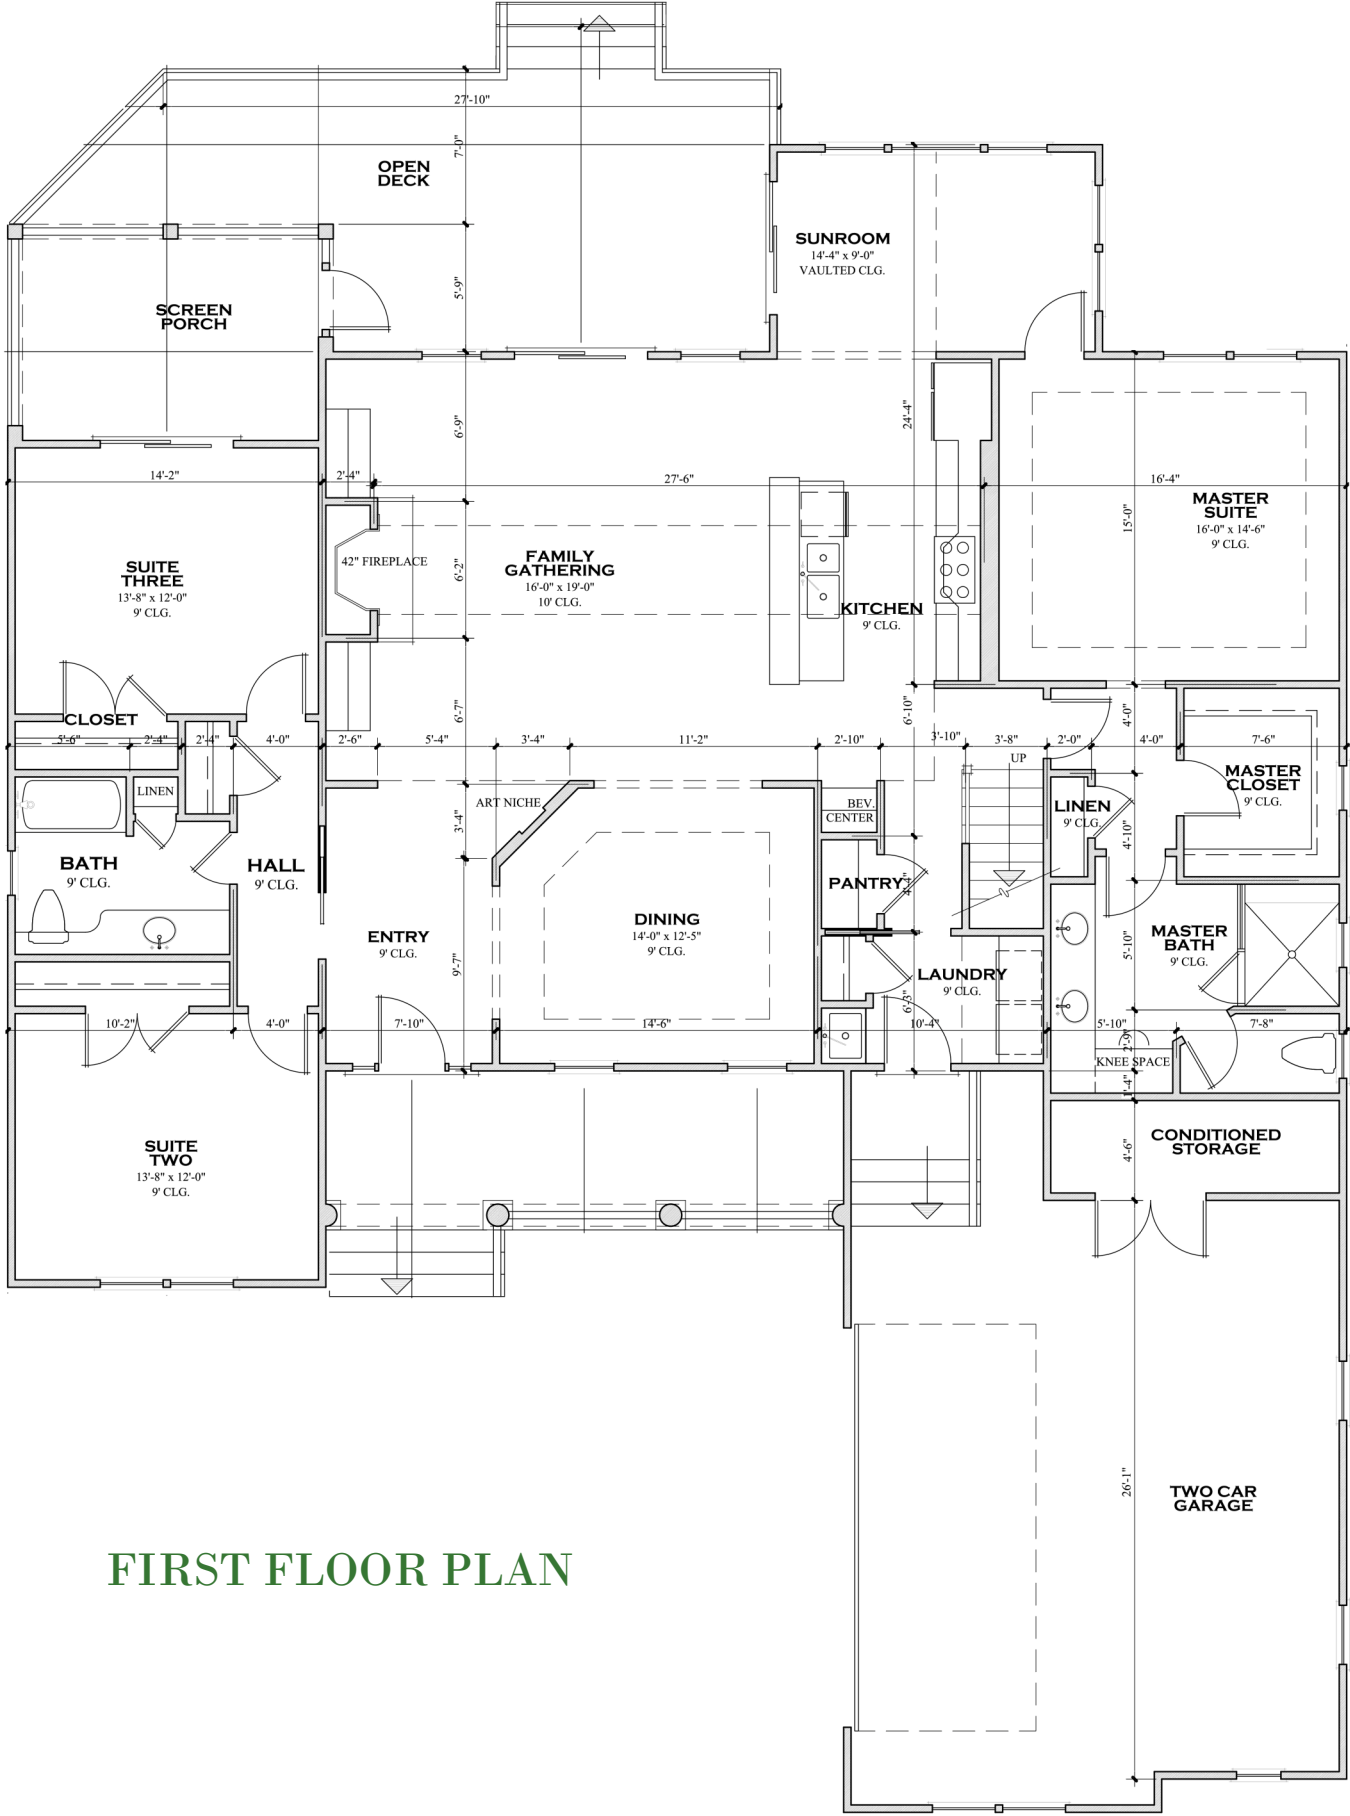 27'-10"
7'-0"
OPEN
DECK
SUNROOM
14'-4" x 9'-0"
VAULTED CLG.
5'-9"
SCREEN
PORCH
24'-4"
6'-9"
14'-2"
2'-4"
27'-6"
16'-4"
MASTER
SUITE
16'-0" x 14'-6"
9' CLG.
15'-0"
42" FIREPLACE
FAMILY
GATHERING
16'-0" x 19'-0"
10' CLG.
6'-2"
SUITE
THREE
13'-8" x 12'-0"
9' CLG.
KITCHEN
9' CLG.
CLOSET
6'-7"
6'-10"
4'-0"
5'-6"
2'-4"
2'-4"
4'-0"
2'-6"
5'-4"
3'-4"
11'-2"
2'-10"
3'-10"
3'-8"
2'-0"
4'-0"
7'-6"
UP
MASTER
CLOSET
9' CLG.
LINEN
ART NICHE
BEV.
CENTER
LINEN
9' CLG.
3'-4"
4'-10"
BATH
9' CLG.
HALL
9' CLG.
PANTRY
4'-4"
ENTRY
9' CLG.
DINING
14'-0" x 12'-5"
9' CLG.
MASTER
BATH
9' CLG.
5'-10"
9'-7"
LAUNDRY
9' CLG.
6'-3"
10'-2"
4'-0"
7'-10"
14'-6"
10'-4"
5'-10"
7'-8"
2'-9"
KNEE SPACE
1'-4"
SUITE
TWO
13'-8" x 12'-0"
9' CLG.
CONDITIONED
STORAGE
4'-6"
26'-1"
TWO CAR
GARAGE
FIRST FLOOR PLAN